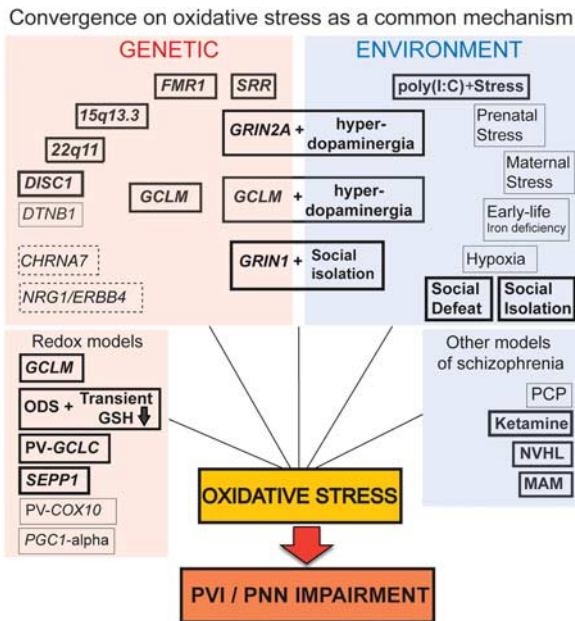 Convergence on oxidative stress as a common mechanism
GENETIC
ENVIRONMENT
FMR1
SRR
poly(I:C)+Stress
15q13.3
GRIN2A + hyper-
dopaminergia
Prenatal
Stress
22q11
Maternal
Stress
DISC1
GCLM
GCLM + hyper-
dopaminergia
DTNB1
Early-life
Iron deficiency
CHRNA7
GRIN1 + Social
isolation
Hypoxia
NRG1/ERBB4
Social
Defeat
Social
Isolation
Redox models
GCLM
ODS + Transient
GSH
PV-GCLC
SEPP1
PV-COX10
PGC1-alpha
Other models
of schizophrenia
PCP
Ketamine
NVHL
MAM
OXIDATIVE STRESS
PVI / PNN IMPAIRMENT